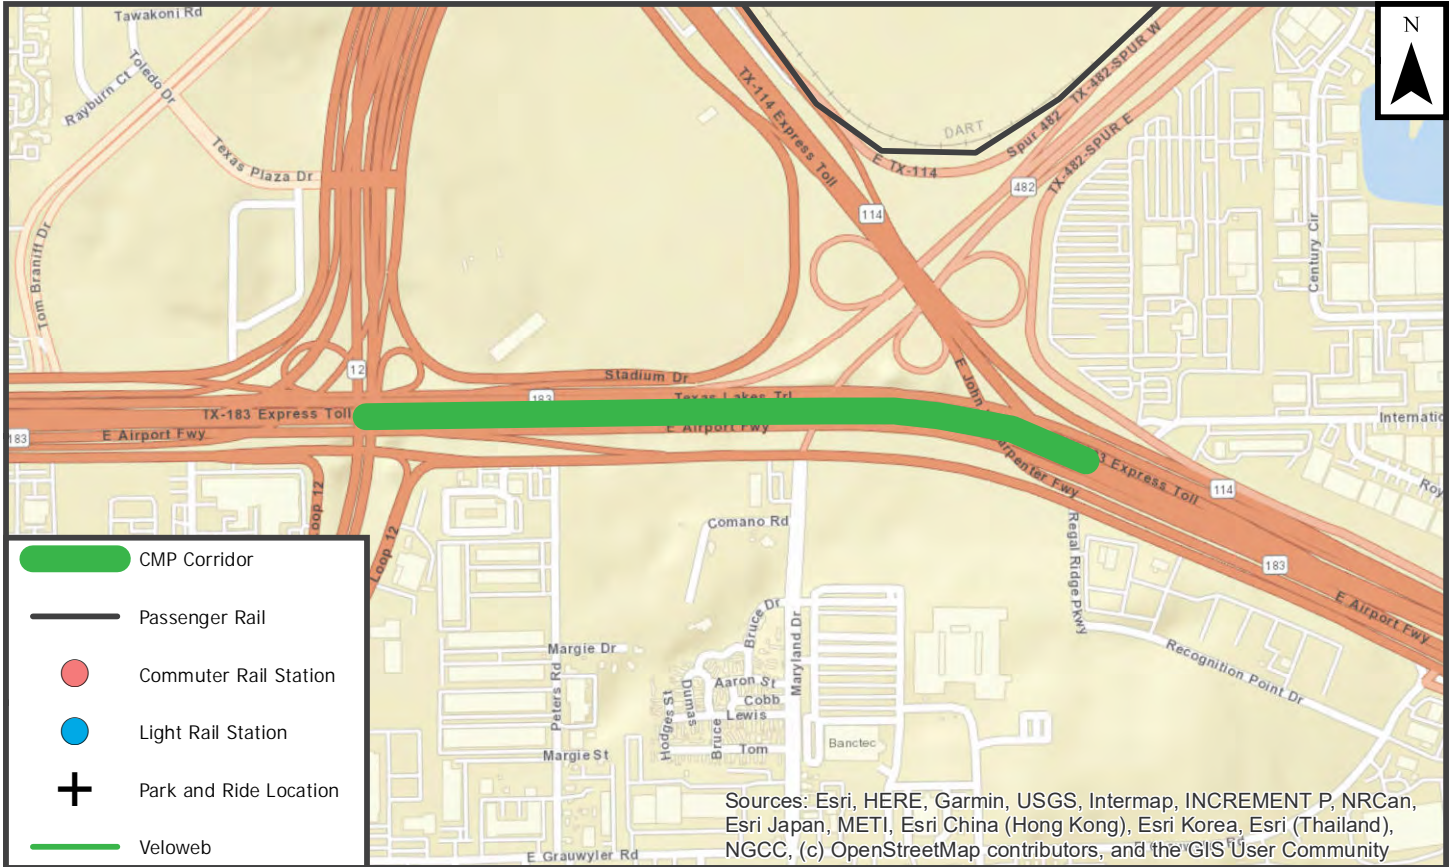 Tawakoni Rd
N
Toledo Dr
Rayburn Ct
TX-114 Express Toll
TX-482-SPUR W
DART
Spur 482
E TX-114
TX-482-SPUR E
Texas Plaza Dr
482
114
Tom Braniff Dr
Century Cir
12
Stadium Dr
183
Texas Lakes Trl
TX-183 Express Toll
E Airport Fwy
E Airport Fwy
183
E John
arpenter Fwy
3 Express Toll
Internatio
Roy
114
Loop 12
oop 12
Comano Rd
Regal Ridge Pkwy
183
E Airport Fwy
CMP Corridor
Passenger Rail
Commuter Rail Station
Light Rail Station
Park and Ride Location
Veloweb
Bruce Dr
Maryland Dr
Margie Dr
Peters Rd
Recognition Point Dr
Aaron St
Dumas
Hodges St
Cobb
Lewis
Bruce
Tom
Banctec
Margie St
E Grauwyler Rd
Sources: Esri, HERE, Garmin, USGS, Intermap, INCREMENT P, NRCan,
Esri Japan, METI, Esri China (Hong Kong), Esri Korea, Esri (Thailand),
NGCC, (c) OpenStreetMap contributors, and the GIS User Community